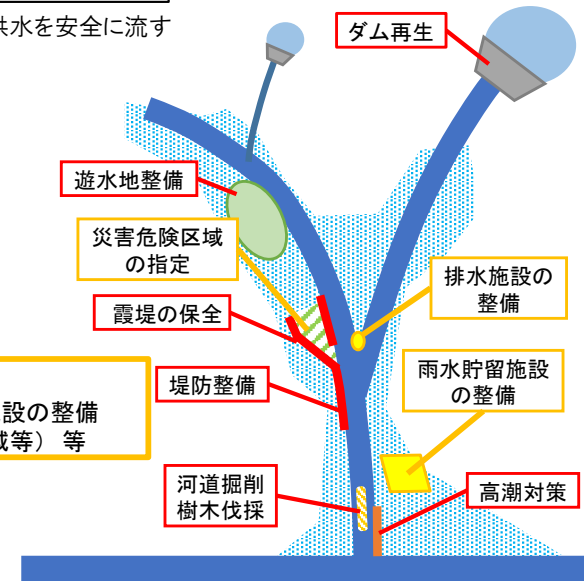 洪水を安全に流す
ダム再生
遊水地整備
災害危険区域
の指定
排水施設の
整備
霞堤の保全
雨水貯留施設
の整備
堤防整備
設の整備
域等） 等
河道掘削
樹木伐採
高潮対策